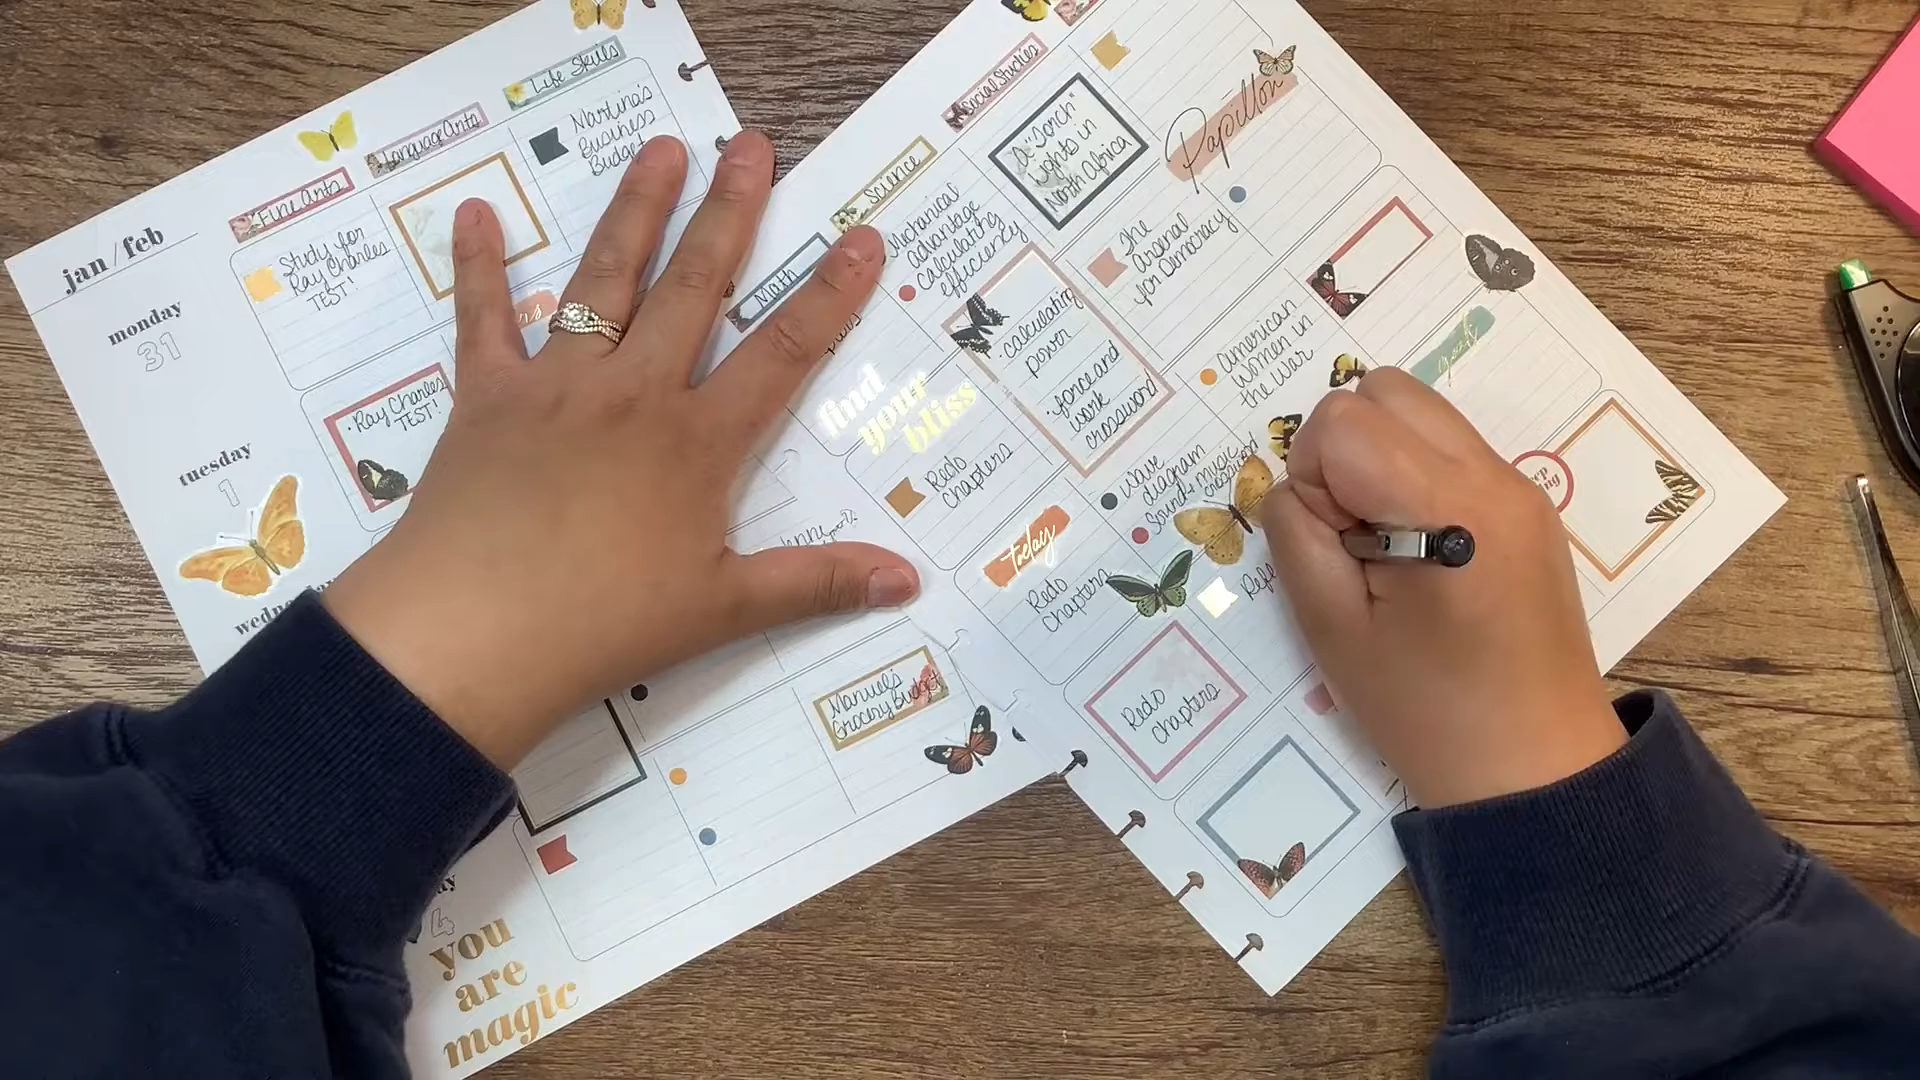 jan/feb
monday
31
tuesday
1
4
you
are
magic
Fine Arts
Study for
Ray Charles
TEST!
• Ray Charles
TEST!
Language Arts
Life Skills
Martina's
Business
Budget
Manuel's
Grocery Budget
Math
find
your
bliss
Redo
chapters
today
Redo
chapters
Redo
chapters
Science
Mechanical
advantage
calculating
efficiency
• calculating
power
• force and
work
crossword
Wave
diagram
Sound + music
crossword
Social Studies
A "Torch"
Lights in
North Africa
The
Arsenal
for Democracy
American
Women in
the War
Papillon